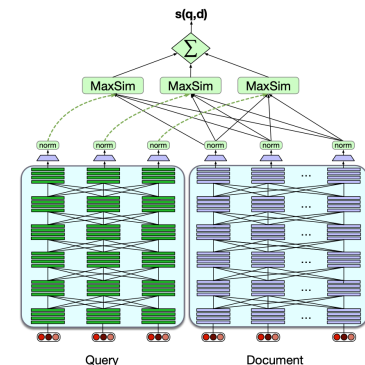 s(q,d)
Σ
MaxSim MaxSim MaxSim
norm norm norm norm norm norm
...
...
...
...
...
...
Query Document